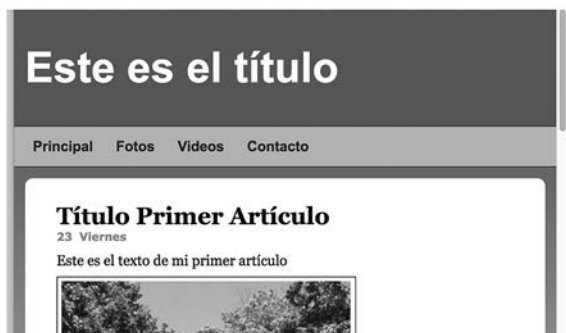 Este es el título
Principal Fotos Videos Contacto
Título Primer Artículo
23 Viernes
Este es el texto de mi primer artículo